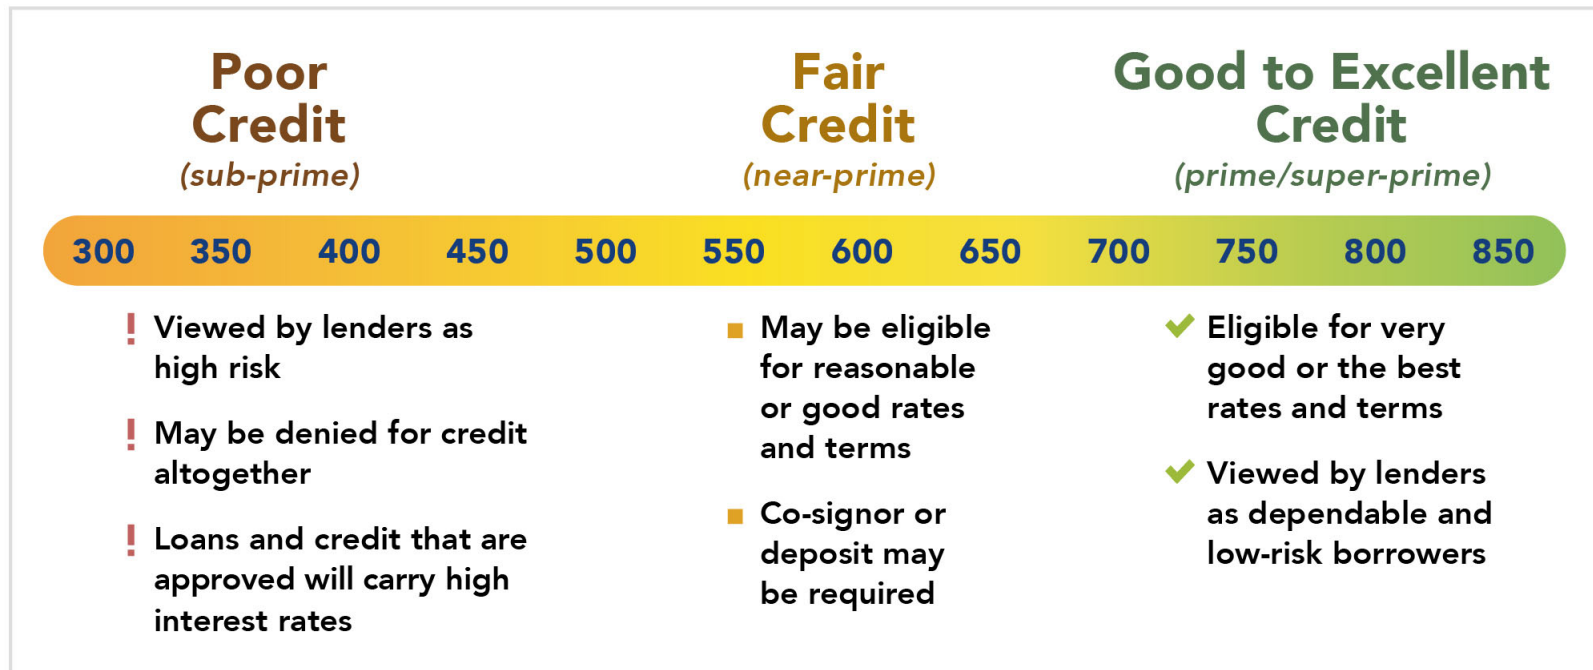 Poor
Credit
(sub-prime)
Fair
Credit
(near-prime)
Good to Excellent
Credit
(prime/super-prime)
300 350 400 450 500 550 600 650 700 750 800 850
! Viewed by lenders as
high risk
! May be denied for credit
altogether
! Loans and credit that are
approved will carry high
interest rates
May be eligible
for reasonable
or good rates
and terms
Co-signor or
deposit may
be required
Eligible for very
good or the best
rates and terms
Viewed by lenders
as dependable and
low-risk borrowers